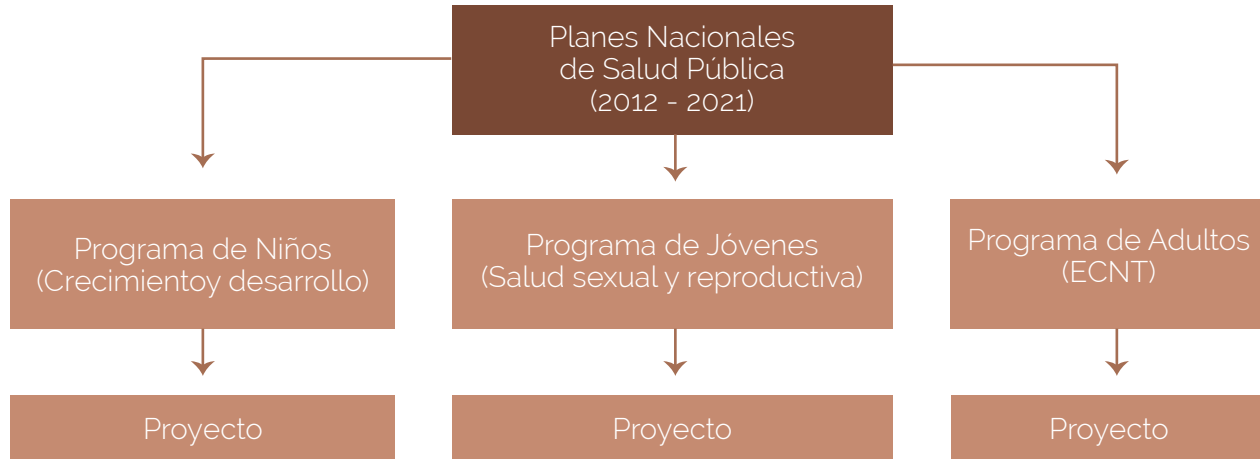 Planes Nacionales
de Salud Pública
(2012 - 2021)
Programa de Niños
(Crecimientoy desarrollo)
Programa de Jóvenes
(Salud sexual y reproductiva)
Programa de Adultos
(ECNT)
Proyecto
Proyecto
Proyecto